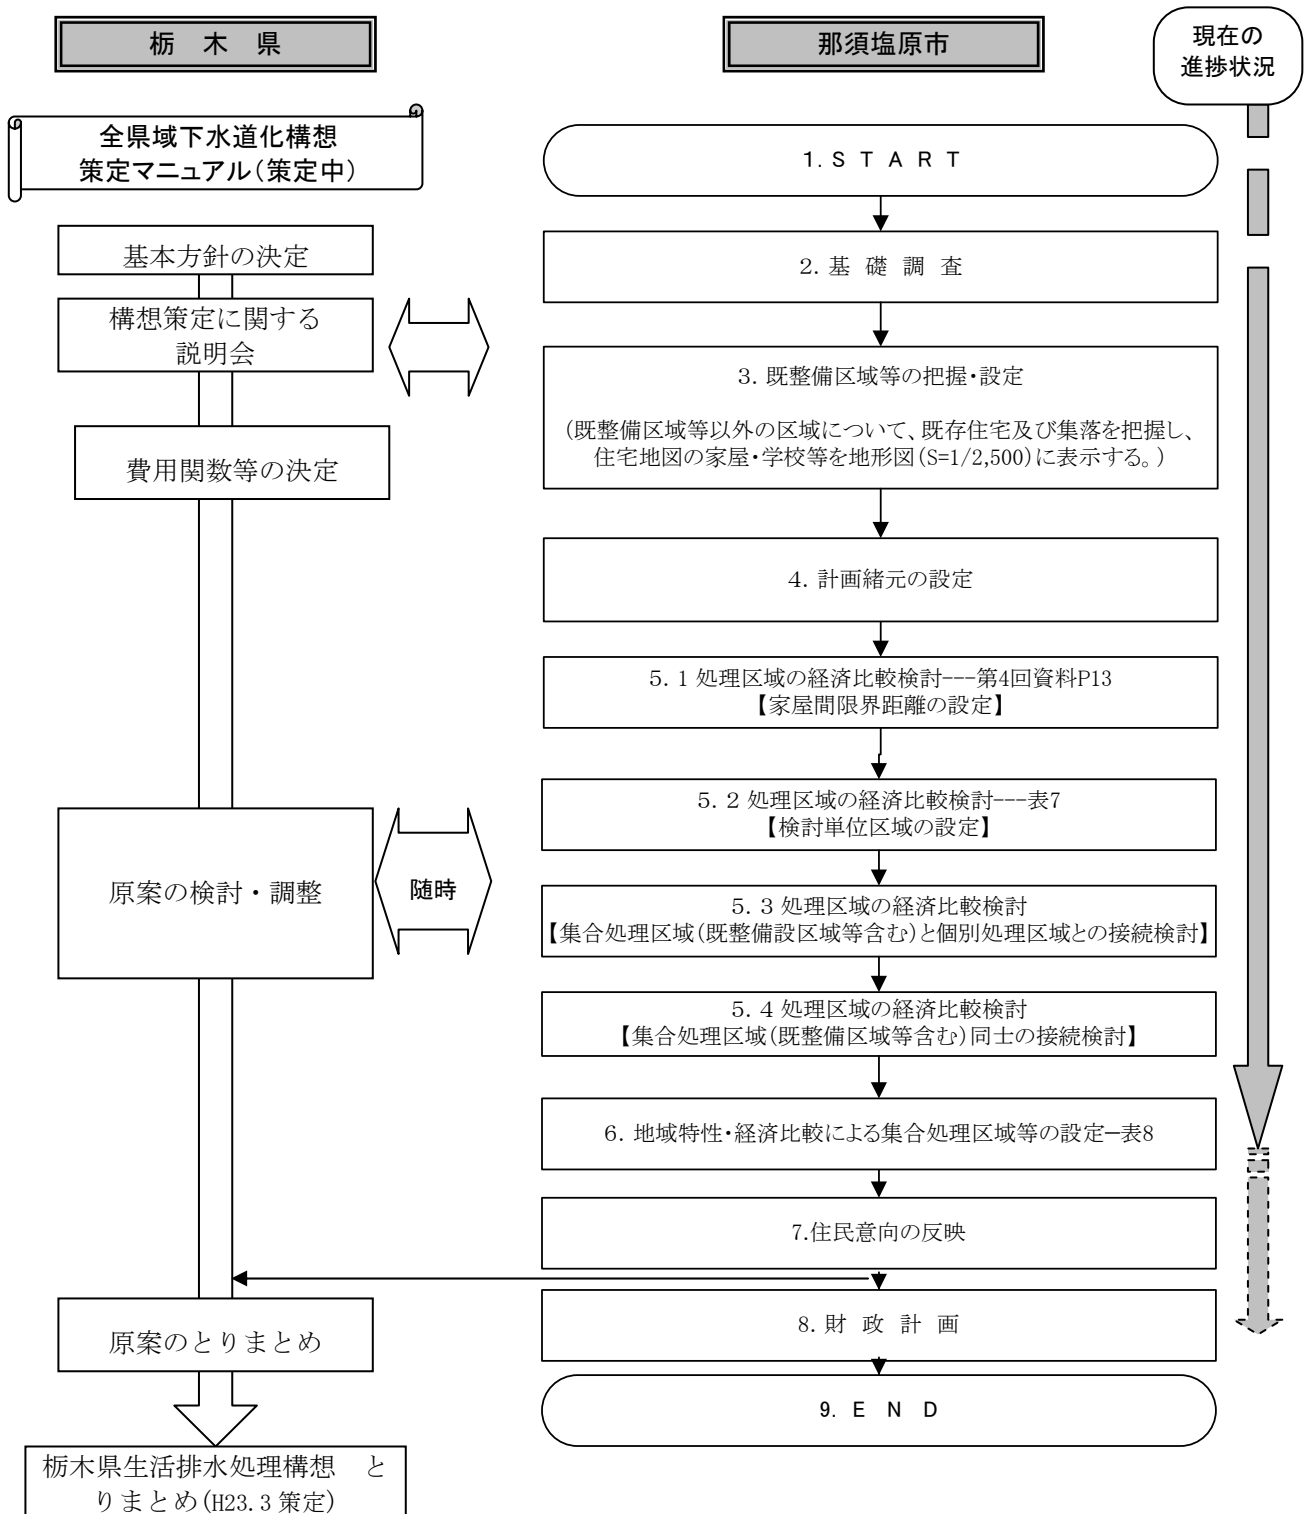 栃 木 県
那須塩原市
現在の
進捗状況
全県域下水道化構想
策定マニュアル(策定中)
基本方針の決定
構想策定に関する
説明会
費用関数等の決定
原案の検討・調整
随時
原案のとりまとめ
栃木県生活排水処理構想 と
りまとめ(H23.3 策定)
1. S T A R T
2. 基 礎 調 査
3. 既整備区域等の把握・設定
(既整備区域等以外の区域について、既存住宅及び集落を把握し、
住宅地図の家屋・学校等を地形図(S=1/2,500)に表示する。)
4. 計画緒元の設定
5. 1 処理区域の経済比較検討---第4回資料P13
【家屋間限界距離の設定】
5. 2 処理区域の経済比較検討---表7
【検討単位区域の設定】
5. 3 処理区域の経済比較検討
【集合処理区域(既整備設区域等含む)と個別処理区域との接続検討】
5. 4 処理区域の経済比較検討
【集合処理区域(既整備区域等含む)同士の接続検討】
6. 地域特性・経済比較による集合処理区域等の設定ー表8
7.住民意向の反映
8. 財 政 計 画
9. E N D